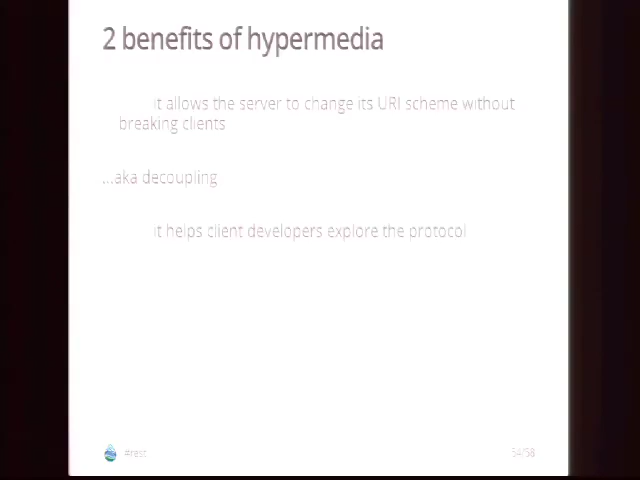 2 benefits of hypermedia
it allows the server to change its URI scheme without
breaking clients
...aka decoupling
it helps client developers explore the protocol
#rest
54/58